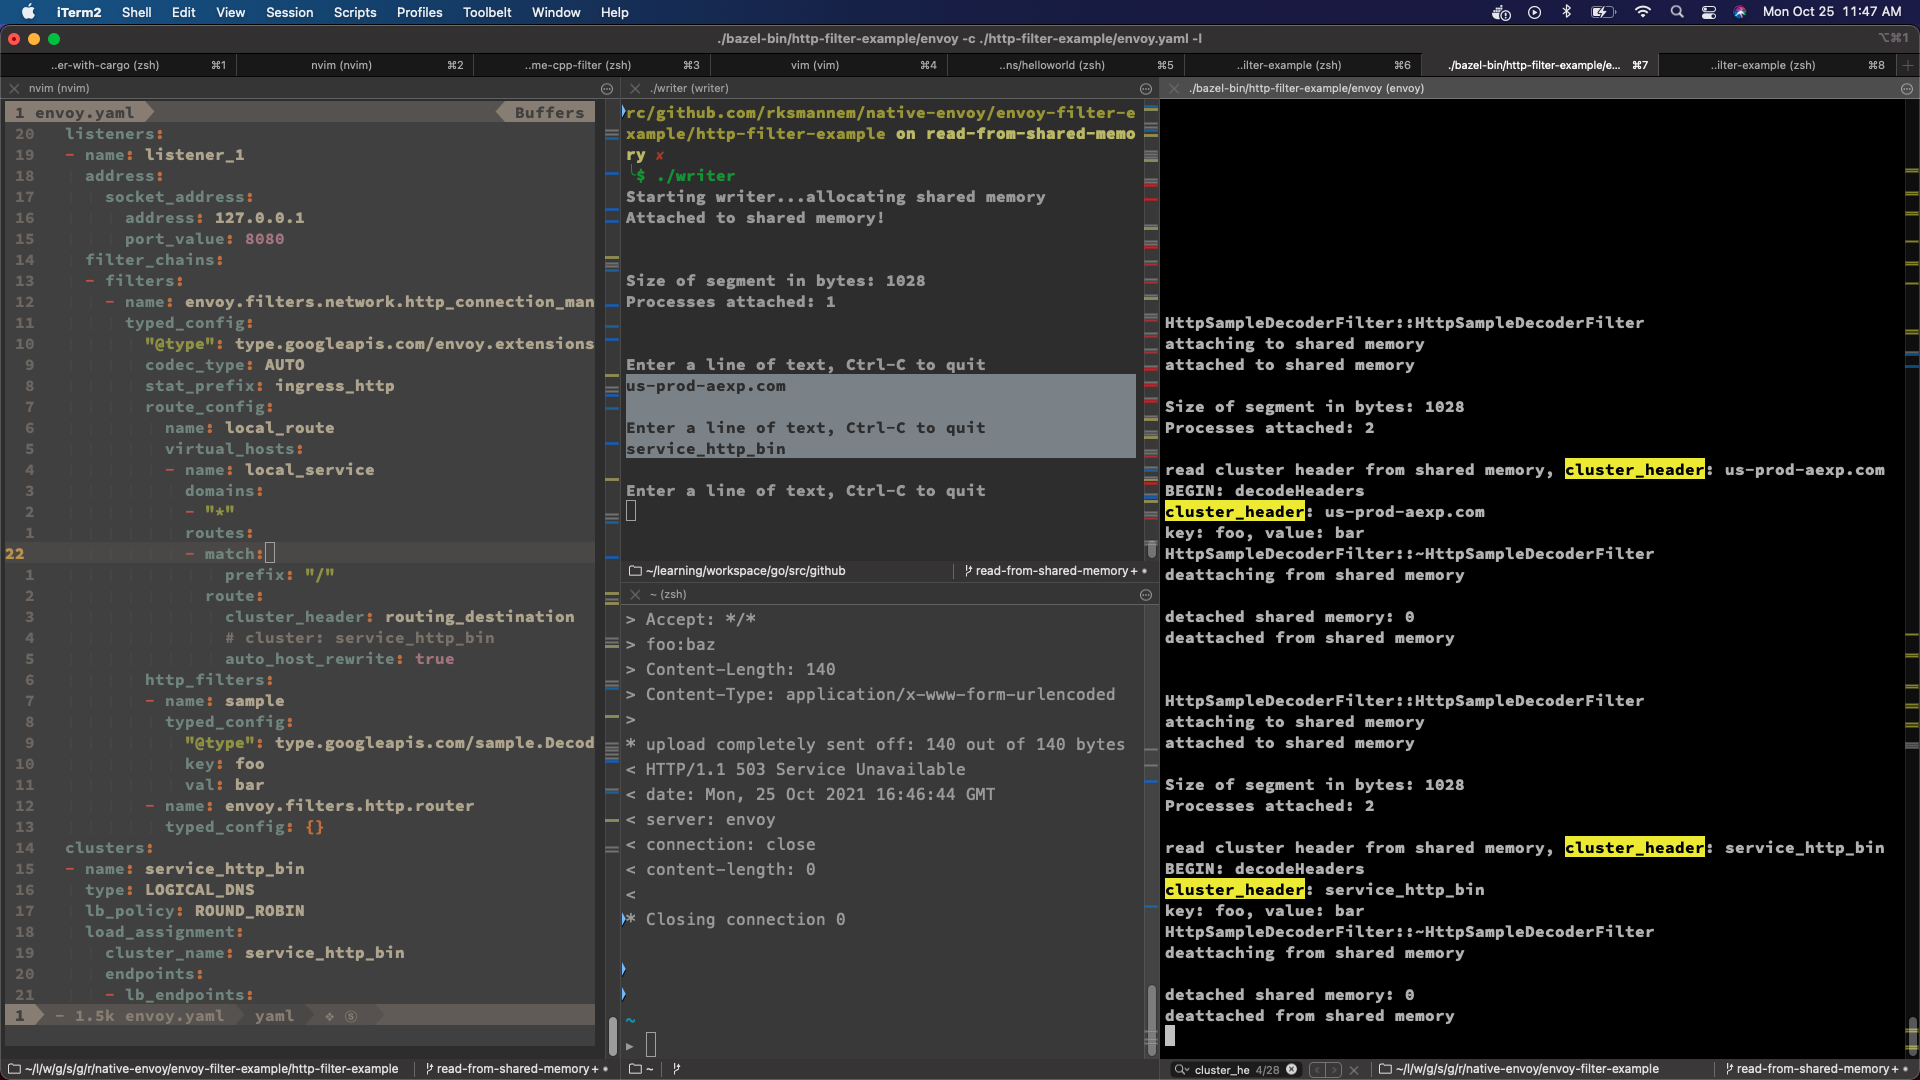 iTerm2 Shell Edit View Session Scripts Profiles Toolbelt Window Help Mon Oct 25 11:47 AM
./bazel-bin/http-filter-example/envoy -c ./http-filter-example/envoy.yaml -l ⌥⌘1
..er-with-cargo (zsh) ⌘1 nvim (nvim) ⌘2 ..me-cpp-filter (zsh) ⌘3 vim (vim) ⌘4 ..ns/helloworld (zsh) ⌘5 ..ilter-example (zsh) ⌘6 ./bazel-bin/http-filter-example/e... ⌘7 ..ilter-example (zsh) ⌘8
nvim (nvim)
1 envoy.yaml Buffers
20 listeners:
19 - name: listener_1
18 address:
17 socket_address:
16 address: 127.0.0.1
15 port_value: 8080
14 filter_chains:
13 - filters:
12 - name: envoy.filters.network.http_connection_man
11 typed_config:
10 "@type": type.googleapis.com/envoy.extensions
9 codec_type: AUTO
8 stat_prefix: ingress_http
7 route_config:
6 name: local_route
5 virtual_hosts:
4 - name: local_service
3 domains:
2 - "*"
1 routes:
22 - match:
1 prefix: "/"
2 route:
3 cluster_header: routing_destination
4 # cluster: service_http_bin
5 auto_host_rewrite: true
6 http_filters:
7 - name: sample
8 typed_config:
9 "@type": type.googleapis.com/sample.Decod
10 key: foo
11 val: bar
12 - name: envoy.filters.http.router
13 typed_config: {}
14 clusters:
15 - name: service_http_bin
16 type: LOGICAL_DNS
17 lb_policy: ROUND_ROBIN
18 load_assignment:
19 cluster_name: service_http_bin
20 endpoints:
21 - lb_endpoints:
1 - 1.5k envoy.yaml yaml
~/l/w/g/s/g/r/native-envoy/envoy-filter-example/http-filter-example read-from-shared-memory+ •
./writer (writer)
rc/github.com/rksmannem/native-envoy/envoy-filter-e
xample/http-filter-example on read-from-shared-memo
ry ✗
$ ./writer
Starting writer...allocating shared memory
Attached to shared memory!
Size of segment in bytes: 1028
Processes attached: 1
Enter a line of text, Ctrl-C to quit
us-prod-aexp.com
Enter a line of text, Ctrl-C to quit
service_http_bin
Enter a line of text, Ctrl-C to quit
~/learning/workspace/go/src/github read-from-shared-memory+ •
~ (zsh)
> Accept: */*
> foo:baz
> Content-Length: 140
> Content-Type: application/x-www-form-urlencoded
>
* upload completely sent off: 140 out of 140 bytes
< HTTP/1.1 503 Service Unavailable
< date: Mon, 25 Oct 2021 16:46:44 GMT
< server: envoy
< connection: close
< content-length: 0
<
* Closing connection 0
~
~
./bazel-bin/http-filter-example/envoy (envoy)
HttpSampleDecoderFilter::HttpSampleDecoderFilter
attaching to shared memory
attached to shared memory
Size of segment in bytes: 1028
Processes attached: 2
read cluster header from shared memory, cluster_header: us-prod-aexp.com
BEGIN: decodeHeaders
cluster_header: us-prod-aexp.com
key: foo, value: bar
HttpSampleDecoderFilter::~HttpSampleDecoderFilter
deattaching from shared memory
detached shared memory: 0
deattached from shared memory
HttpSampleDecoderFilter::HttpSampleDecoderFilter
attaching to shared memory
attached to shared memory
Size of segment in bytes: 1028
Processes attached: 2
read cluster header from shared memory, cluster_header: service_http_bin
BEGIN: decodeHeaders
cluster_header: service_http_bin
key: foo, value: bar
HttpSampleDecoderFilter::~HttpSampleDecoderFilter
deattaching from shared memory
detached shared memory: 0
deattached from shared memory
cluster_he 4/28 ~/l/w/g/s/g/r/native-envoy/envoy-filter-example read-from-shared-memory+ •